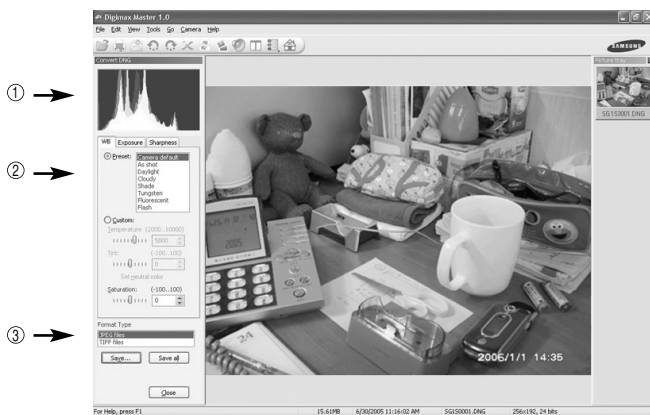 Digimax Master 1.0
File Edit View Tools Go Camera Help
SAMSUNG
Convert DNG
Picture tray
①
SG1S2001.DNG
WB Exposure Sharpness
②
Preset:
Camera default
As shot
Daylight
Cloudy
Shade
Tungsten
Fluorescent
Flash
Custom:
Temperature (2000..10000)
5800
Tint: (-100..100)
0
Set neutral color
Saturation: (-100..100)
0
③
Format Type
JPEG files
TIFF files
Save... Save all
Close
24
2006/1/1 14:35
For Help, press F1
15.61MB 6/30/2005 11:16:02 AM SG1S0001.DNG 256x192, 24 bits